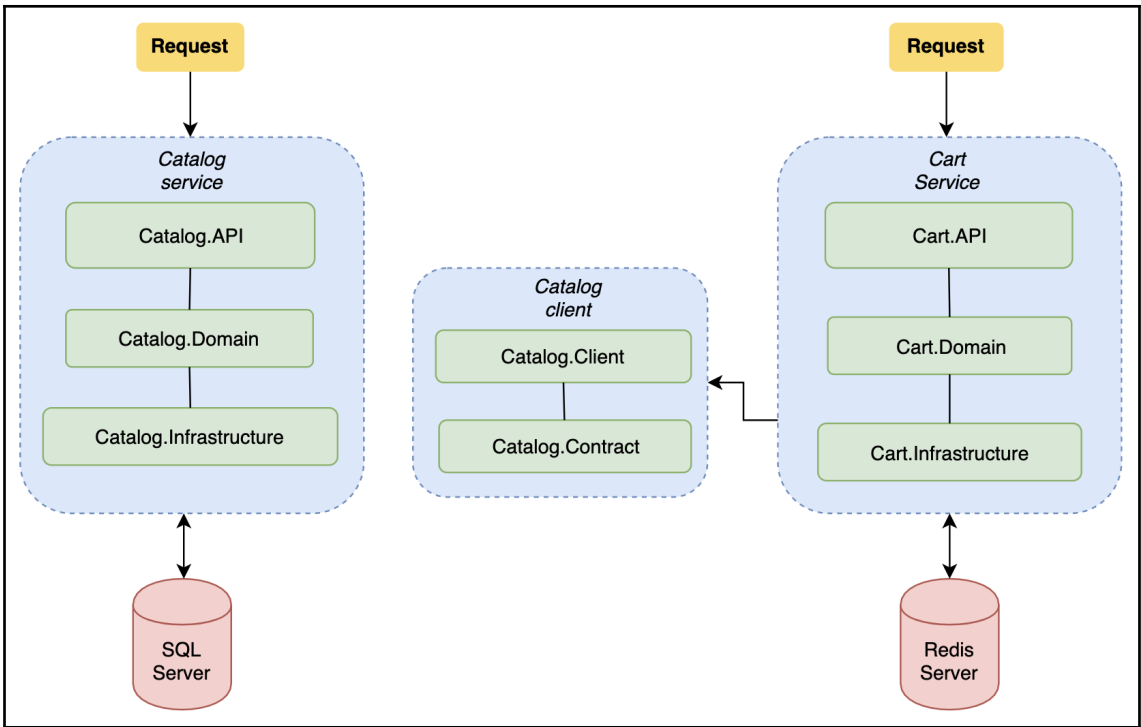 Request
Catalog
service
Catalog.API
Catalog.Domain
Catalog.Infrastructure
SQL
Server
Catalog
client
Catalog.Client
Catalog.Contract
Request
Cart
Service
Cart.API
Cart.Domain
Cart.Infrastructure
Redis
Server